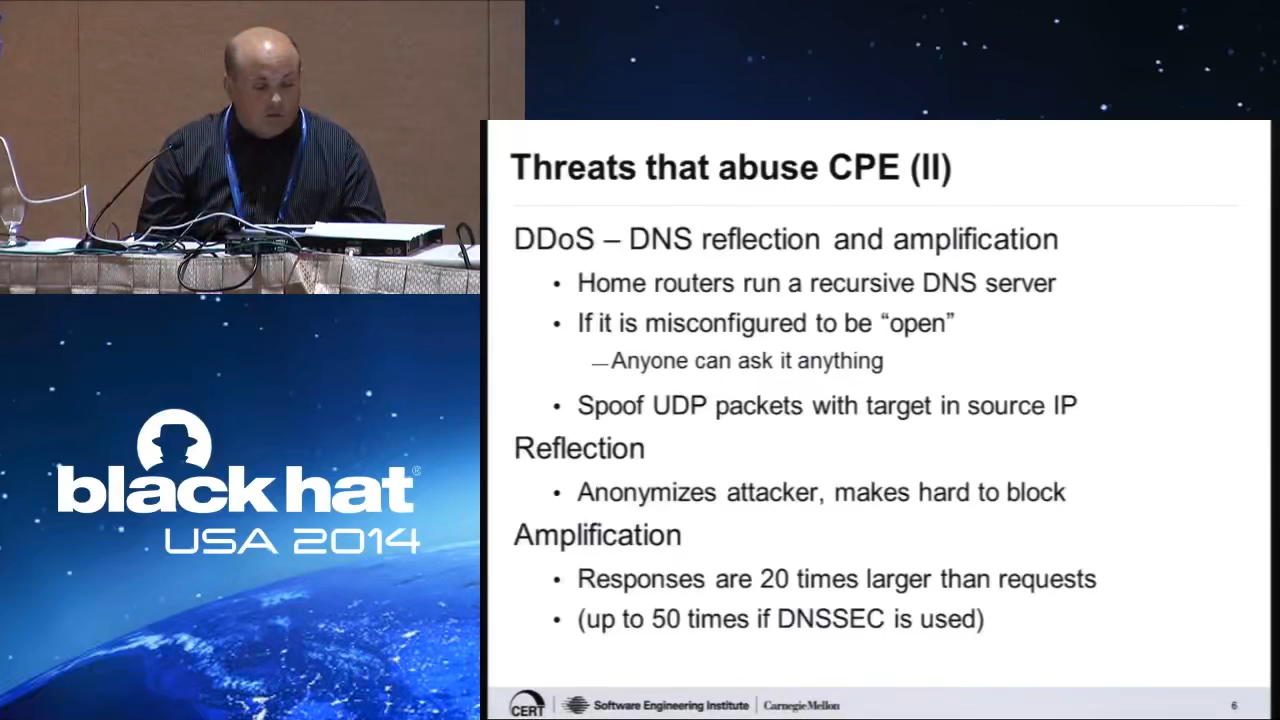 Threats that abuse CPE (II)
DDoS – DNS reflection and amplification
• Home routers run a recursive DNS server
• If it is misconfigured to be “open”
—Anyone can ask it anything
• Spoof UDP packets with target in source IP
Reflection
• Anonymizes attacker, makes hard to block
Amplification
• Responses are 20 times larger than requests
• (up to 50 times if DNSSEC is used)
black hat®
USA 2014
CERT | Software Engineering Institute | Carnegie Mellon
6